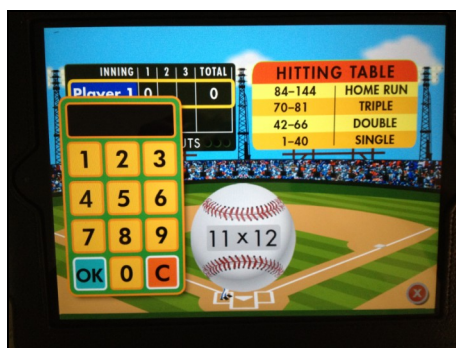 INNING 1 2 3 TOTAL
Player 1 0 0
UTS
HITTING TABLE
84–144 HOME RUN
70–81 TRIPLE
42–66 DOUBLE
1–40 SINGLE
1 2 3
4 5 6
7 8 9
OK 0 C
11 x 12
X